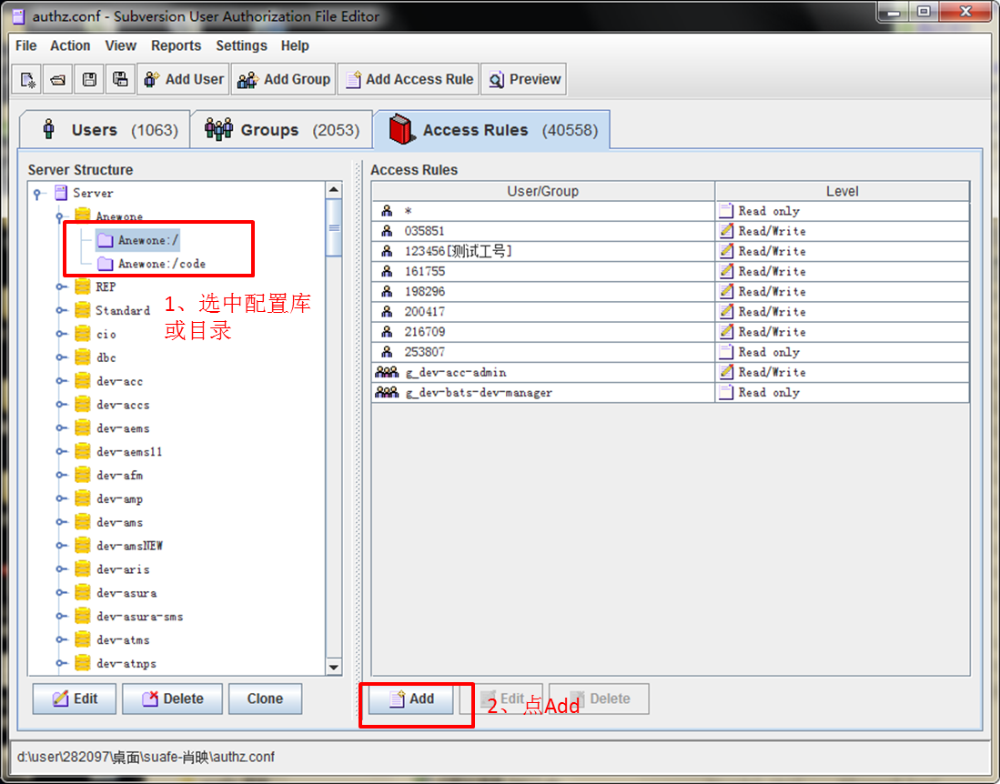 authz.conf - Subversion User Authorization File Editor
File Action View Reports Settings Help
Add User Add Group Add Access Rule Preview
Users (1063) Groups (2053) Access Rules (40558)
Server Structure
Server
Anewone
Anewone:/
Anewone:/code
REP
Standard
cio
dbc
dev-acc
dev-accs
dev-aems
dev-aems11
dev-afm
dev-amp
dev-ams
dev-amsNEW
dev-aris
dev-asura
dev-asura-sms
dev-atms
dev-atnps
1、选中配置库
或目录
Edit Delete Clone
Access Rules
User/Group Level
* Read only
035851 Read/Write
123456[测试工号] Read/Write
161755 Read/Write
198296 Read/Write
200417 Read/Write
216709 Read/Write
253807 Read only
g_dev-acc-admin Read/Write
g_dev-bats-dev-manager Read only
Add Edit Delete
2、点Add
d:\user\282097\桌面\suafe-肖映\authz.conf